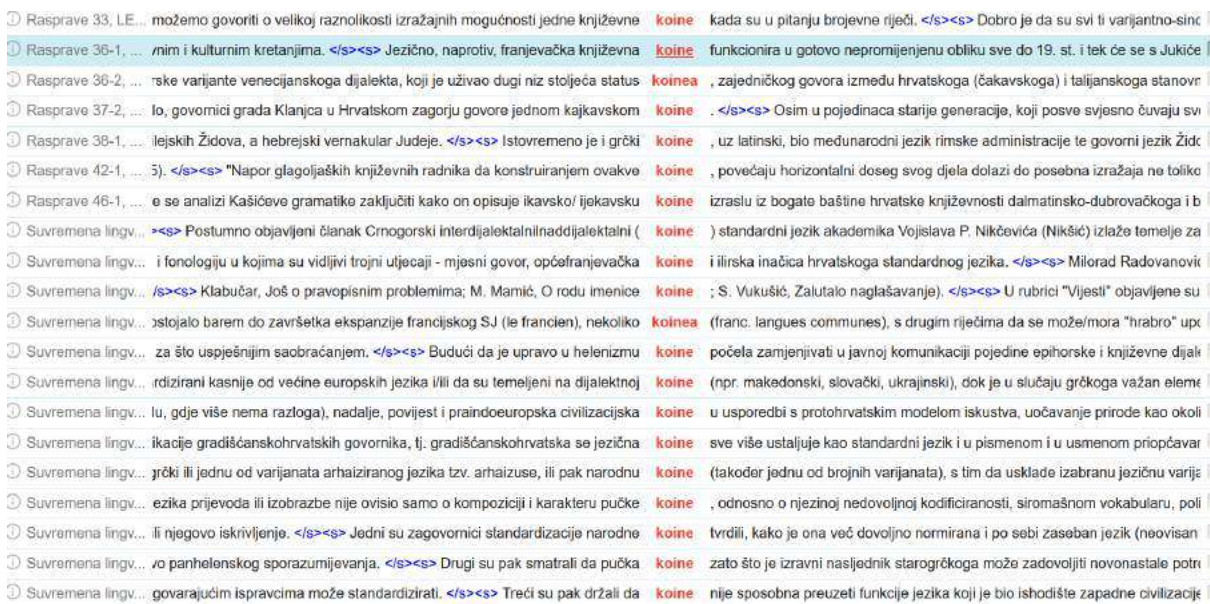 Rasprave 33, LE... možemo govoriti o velikoj raznolikosti izražajnih mogućnosti jedne književne koine kada su u pitanju brojevne riječi. </s><s> Dobro je da su svi ti varijantno-sinc
Rasprave 36-1, ... vnim i kulturnim kretanjima. </s><s> Jezično, naprotiv, franjevačka književna koine funkcionira u gotovo nepromijenjenu obliku sve do 19. st. i tek će se s Jukiće
Rasprave 36-2, ... rske varijante venecijanskoga dijalekta, koji je uživao dugi niz stoljeća status koinea , zajedničkog govora između hrvatskoga (čakavskoga) i talijanskoga stanovn
Rasprave 37-2, ... lo, govornici grada Klanjca u Hrvatskom zagorju govore jednom kajkavskom koine . </s><s> Osim u pojedinaca starije generacije, koji posve svjesno čuvaju sv
Rasprave 38-1, ... ilejskih Židova, a hebrejski vernakular Judeje. </s><s> Istovremeno je i grčki koine , uz latinski, bio međunarodni jezik rimske administracije te govorni jezik Židc
Rasprave 42-1, ... 5). </s><s> "Napor glagoljaških književnih radnika da konstruiranjem ovakve koine , povećaju horizontalni doseg svog djela dolazi do posebna izražaja ne toliko
Rasprave 46-1, ... e se analizi Kašićeve gramatike zaključiti kako on opisuje ikavsko/ ijekavsku koine izraslu iz bogate baštine hrvatske književnosti dalmatinsko-dubrovačkoga i b
Suvremena lingv... ><s> Postumno objavljeni članak Crnogorski interdijalektalnilnaddijalektalni ( koine ) standardni jezik akademika Vojislava P. Nikčevića (Nikšić) izlaže temelje za
Suvremena lingv... i fonologiju u kojima su vidljivi trojni utjecaji - mjesni govor, općefranjevačka koine i ilirska inačica hrvatskoga standardnog jezika. </s><s> Milorad Radovanović
Suvremena lingv... /s><s> Klabučar, Još o pravopisnim problemima; M. Mamić, O rodu imenice koine ; S. Vukušić, Zalutalo naglašavanje). </s><s> U rubrici "Vijesti" objavljene su
Suvremena lingv... ostojalo barem do završetka ekspanzije francijskog SJ (le francien), nekoliko koinea (franc. langues communes), s drugim riječima da se može/mora "hrabro" upo
Suvremena lingv... za što uspješnijim saobraćanjem. </s><s> Budući da je upravo u helenizmu koine počela zamjenjivati u javnoj komunikaciji pojedine epihorske i književne dijale
Suvremena lingv... rdizirani kasnije od većine europskih jezika i/ili da su temeljeni na dijalektnoj koine (npr. makedonski, slovački, ukrajinski), dok je u slučaju grčkoga važan eleme
Suvremena lingv... lu, gdje više nema razloga), nadalje, povijest i praindoeuropska civilizacijska koine u usporedbi s protohrvatskim modelom iskustva, uočavanje prirode kao okoli
Suvremena lingv... ikacije gradišćanskohrvatskih govornika, tj. gradišćanskohrvatska se jezična koine sve više ustaljuje kao standardni jezik i u pismenom i u usmenom priopćavar
Suvremena lingv... grčki ili jednu od varijanata arhaiziranog jezika tzv. arhaizuse, ili pak narodnu koine (također jednu od brojnih varijanata), s tim da usklade izabranu jezičnu varija
Suvremena lingv... ezika prijevoda ili izobrazbe nije ovisio samo o kompoziciji i karakteru pučke koine , odnosno o njezinoj nedovoljnoj kodificiranosti, siromašnom vokabularu, poli
Suvremena lingv... ili njegovo iskrivljenje. </s><s> Jedni su zagovornici standardizacije narodne koine tvrdili, kako je ona već dovoljno normirana i po sebi zaseban jezik (neovisan
Suvremena lingv... vo panhelenskog sporazumijevanja. </s><s> Drugi su pak smatrali da pučka koine zato što je izravni nasljednik starogrčkoga može zadovoljiti novonastale potre
Suvremena lingv... govarajućim ispravcima može standardizirati. </s><s> Treći su pak držali da koine nije sposobna preuzeti funkcije jezika koji je bio ishodište zapadne civilizacije